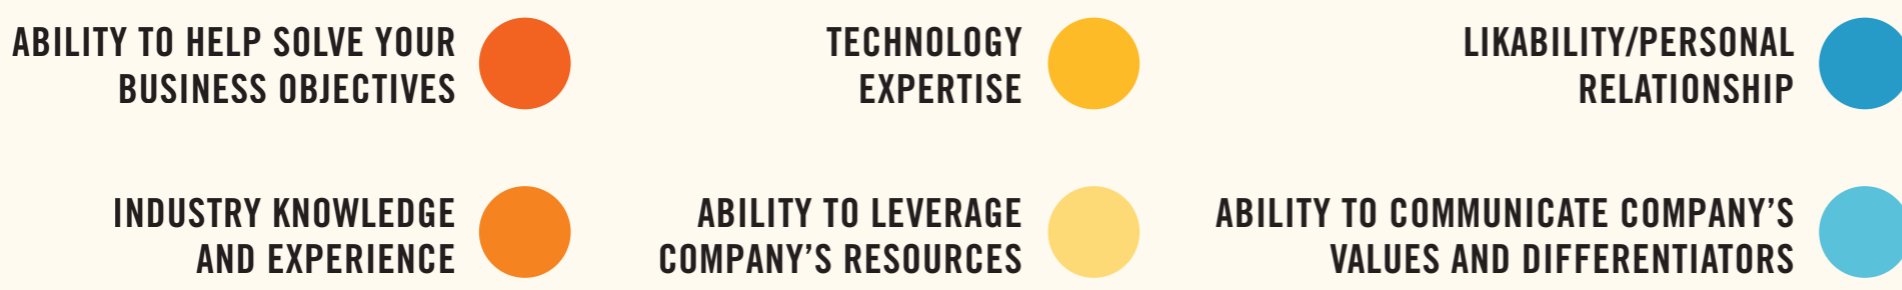 ABILITY TO HELP SOLVE YOUR
BUSINESS OBJECTIVES
TECHNOLOGY
EXPERTISE
LIKABILITY/PERSONAL
RELATIONSHIP
INDUSTRY KNOWLEDGE
AND EXPERIENCE
ABILITY TO LEVERAGE
COMPANY’S RESOURCES
ABILITY TO COMMUNICATE COMPANY’S
VALUES AND DIFFERENTIATORS